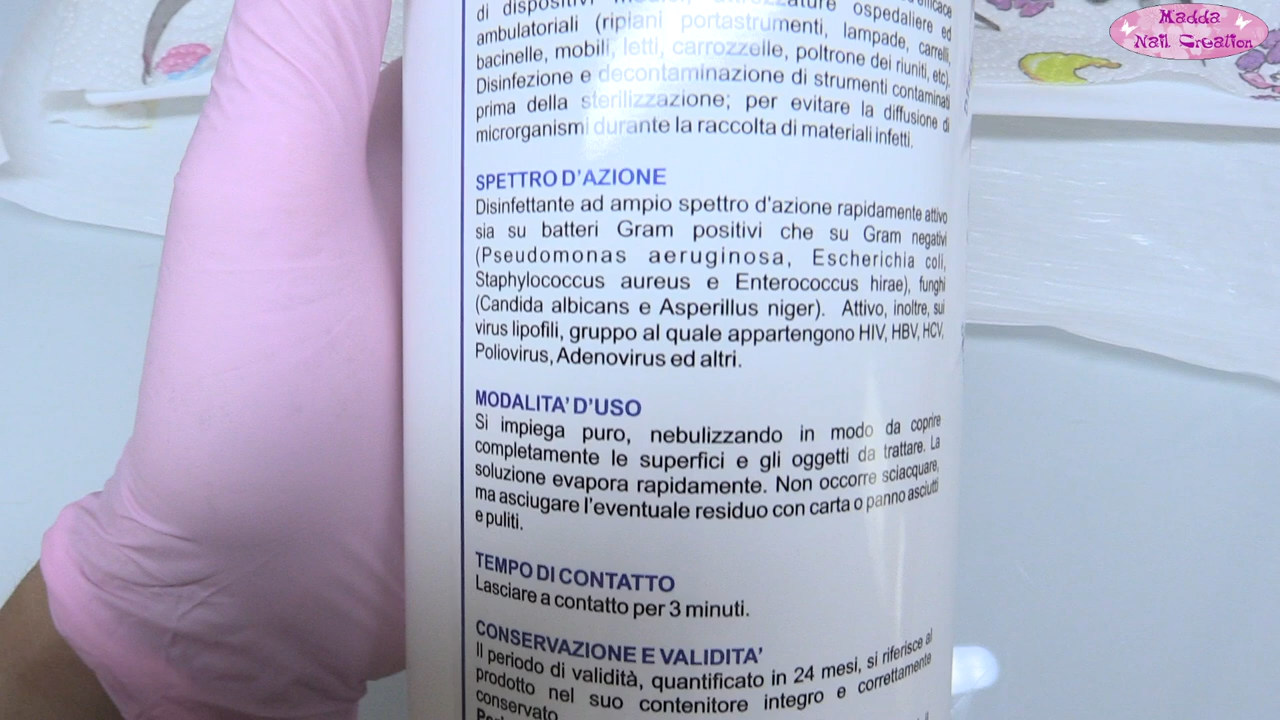 Madda
Nail Creation
di dispositivi ospedaliere ed
ambulatoriali (ripiani portastrumenti, lampade, carrelli,
bacinelle, mobili, letti, carrozzelle, poltrone dei riuniti, etc).
Disinfezione e decontaminazione di strumenti contaminati
prima della sterilizzazione; per evitare la diffusione di
microrganismi durante la raccolta di materiali infetti.
SPETTRO D'AZIONE
Disinfettante ad ampio spettro d'azione rapidamente attivo
sia su batteri Gram positivi che su Gram negativi
(Pseudomonas aeruginosa, Escherichia coli,
Staphylococcus aureus e Enterococcus hirae), funghi
(Candida albicans e Asperillus niger). Attivo, inoltre, sui
virus lipofili, gruppo al quale appartengono HIV, HBV, HCV,
Poliovirus, Adenovirus ed altri.
MODALITA' D'USO
Si impiega puro, nebulizzando in modo da coprire
completamente le superfici e gli oggetti da trattare. La
soluzione evapora rapidamente. Non occorre sciacquare,
ma asciugare l'eventuale residuo con carta o panno asciutti
e puliti.
TEMPO DI CONTATTO
Lasciare a contatto per 3 minuti.
CONSERVAZIONE E VALIDITA'
Il periodo di validità, quantificato in 24 mesi, si riferisce al
prodotto nel suo contenitore integro e correttamente
conservato.